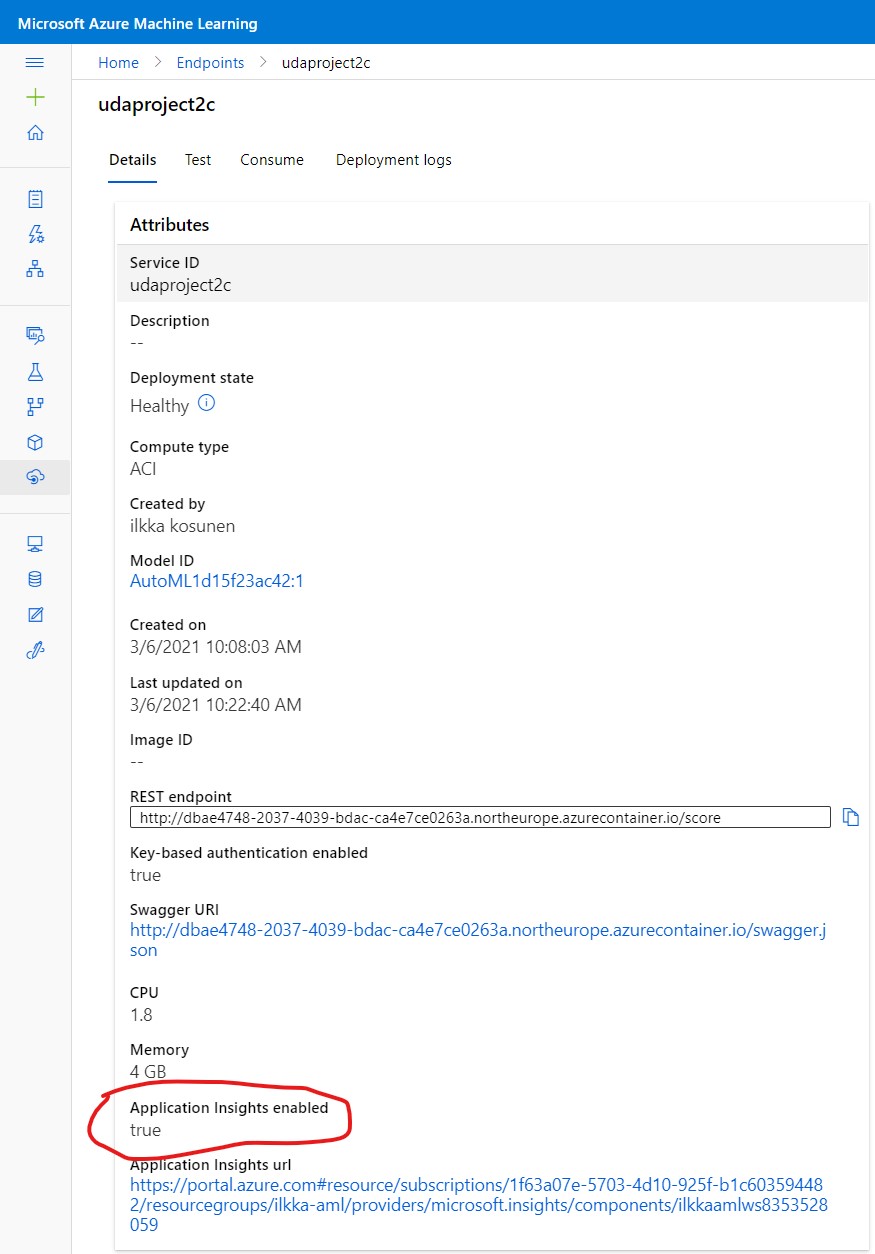 Microsoft Azure Machine Learning
Home > Endpoints > udaproject2c
udaproject2c
Details Test Consume Deployment logs
Attributes
Service ID
udaproject2c
Description
--
Deployment state
Healthy
Compute type
ACI
Created by
ilkka kosunen
Model ID
AutoML1d15f23ac42:1
Created on
3/6/2021 10:08:03 AM
Last updated on
3/6/2021 10:22:40 AM
Image ID
--
REST endpoint
http://dbae4748-2037-4039-bdac-ca4e7ce0263a.northeurope.azurecontainer.io/score
Key-based authentication enabled
true
Swagger URI
http://dbae4748-2037-4039-bdac-ca4e7ce0263a.northeurope.azurecontainer.io/swagger.j
son
CPU
1.8
Memory
4 GB
Application Insights enabled
true
Application Insights url
https://portal.azure.com#resource/subscriptions/1f63a07e-5703-4d10-925f-b1c60359448
2/resourcegroups/ilkka-aml/providers/microsoft.insights/components/ilkkaamlws8353528
059